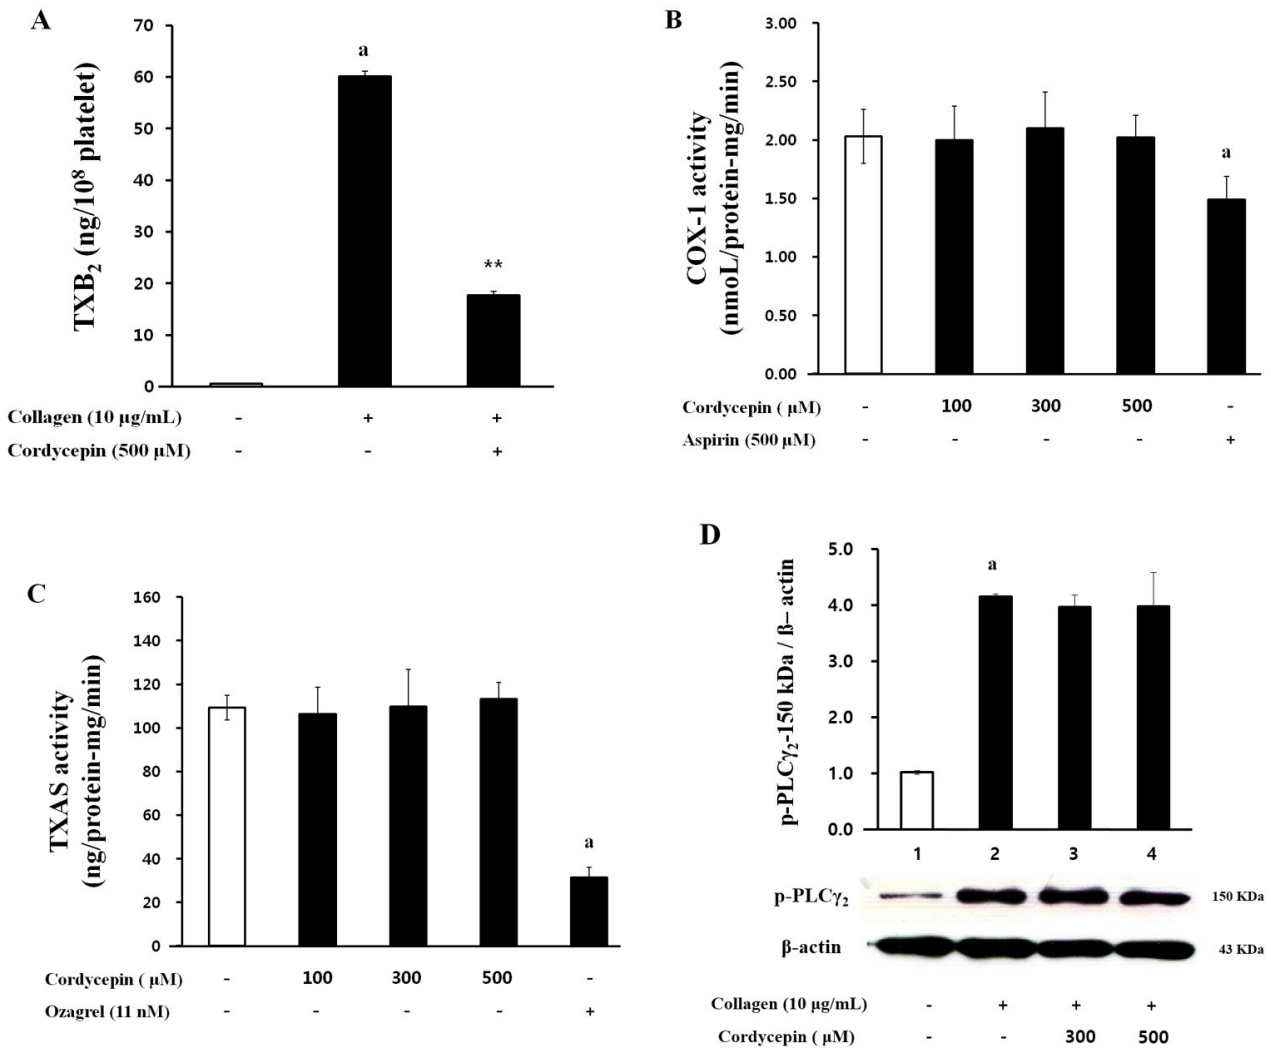 A
TXB2 (ng/10⁸ platelet)
70
60
50
40
30
20
10
0
a
**
Collagen (10 µg/mL) - + +
Cordycepin (500 µM) - - +
B
COX-1 activity
(nmoL/protein-mg/min)
3.00
2.50
2.00
1.50
1.00
0.50
0.00
a
Cordycepin ( µM) - 100 300 500 -
Aspirin (500 µM) - - - - +
C
TXAS activity
(ng/protein-mg/min)
160
140
120
100
80
60
40
20
0
a
Cordycepin ( µM) - 100 300 500 -
Ozagrel (11 nM) - - - - +
D
p-PLCγ2-150 kDa / ß– actin
5.0
4.0
3.0
2.0
1.0
0.0
a
1 2 3 4
p-PLCγ2 150 KDa
β-actin 43 KDa
Collagen (10 µg/mL) - + + +
Cordycepin ( µM) - - 300 500